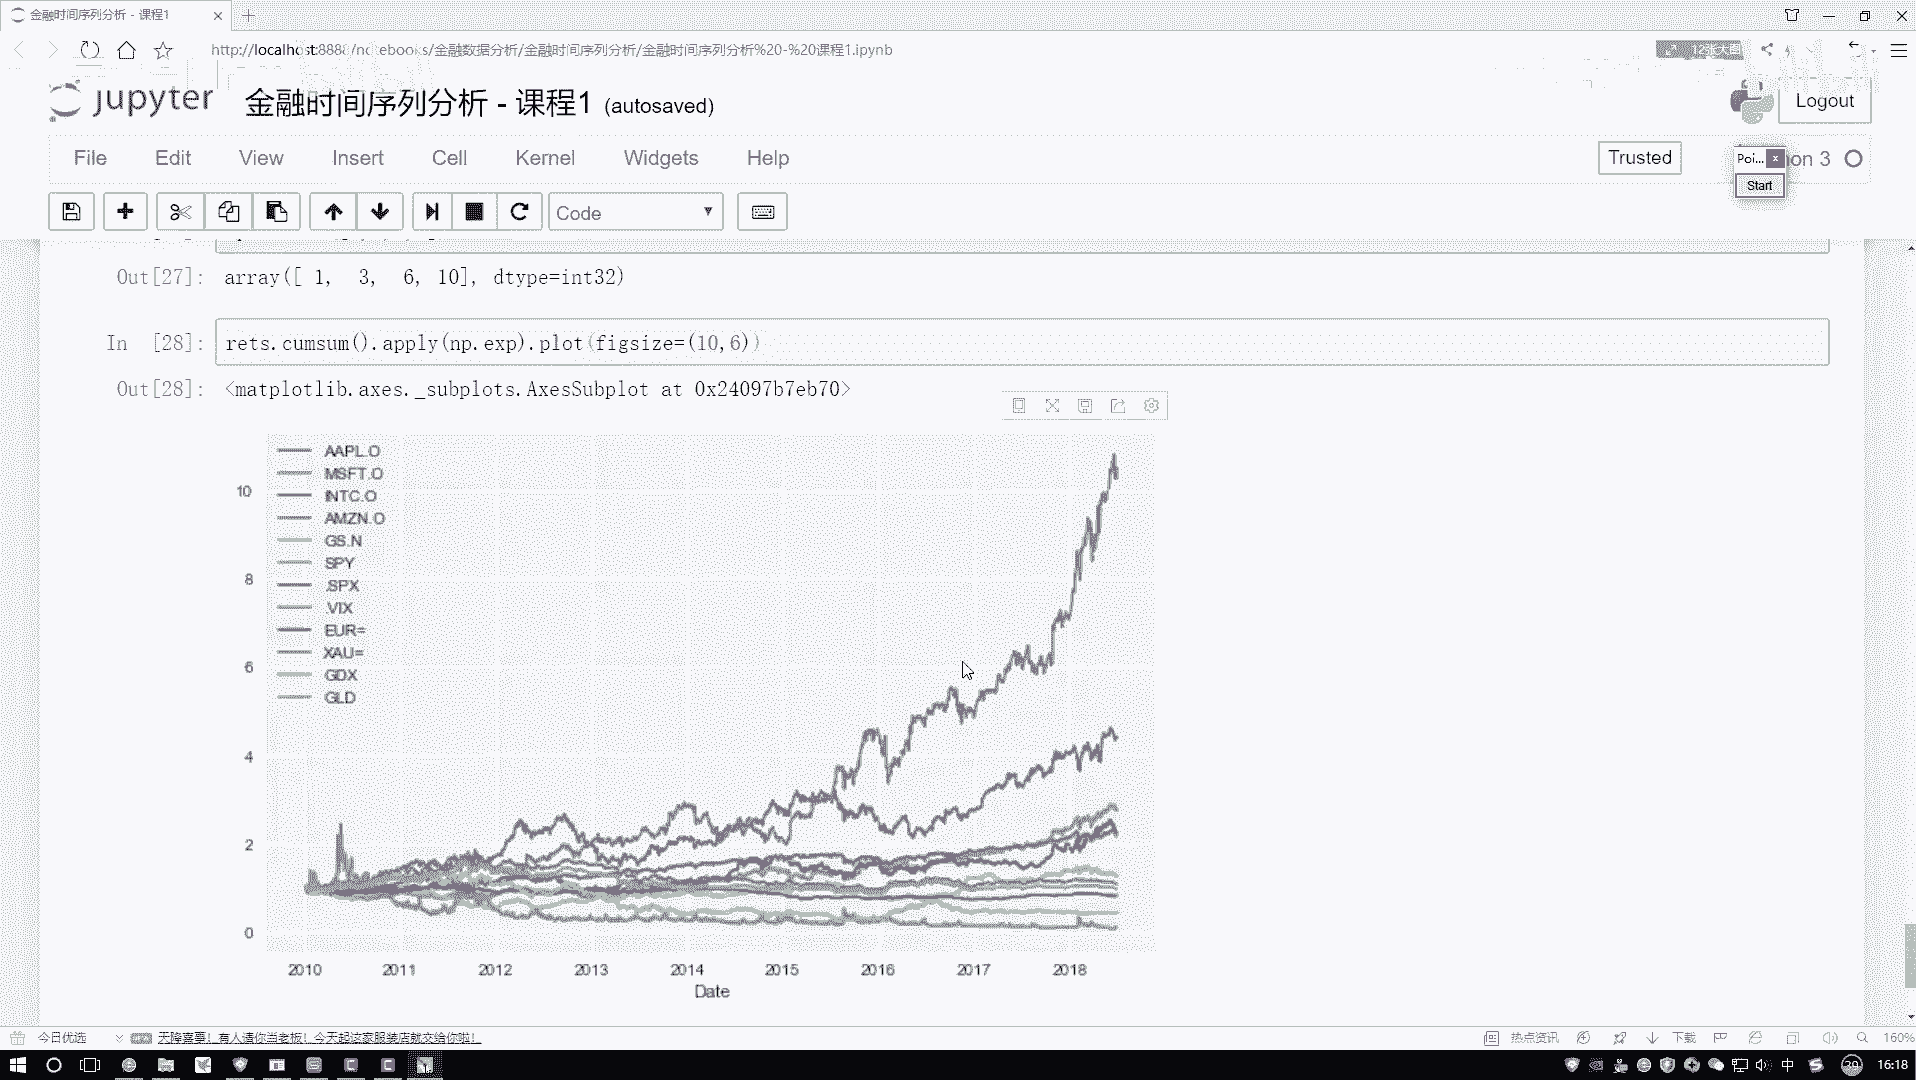 金融时间序列分析 - 课程1
http://localhost:8888/notebooks/金融数据分析/金融时间序列分析/金融时间序列分析%20-%20课程1.ipynb
12张大图
jupyter 金融时间序列分析 - 课程1 (autosaved)
Logout
File Edit View Insert Cell Kernel Widgets Help
Trusted
Poi...
on 3
Start
Code
Out[27]: array([ 1, 3, 6, 10], dtype=int32)
In [28]: rets.cumsum().apply(np.exp).plot(figsize=(10,6))
Out[28]: <matplotlib.axes._subplots.AxesSubplot at 0x24097b7eb70>
AAPL.O
MSFT.O
INTC.O
AMZN.O
GS.N
SPY
.SPX
.VIX
EUR=
XAU=
GDX
GLD
10
8
6
4
2
0
2010 2011 2012 2013 2014 2015 2016 2017 2018
Date
今日优选
天降喜事！有人请你当老板！今天起这家服装店就交给你啦！
热点资讯
下载
160%
中
16:18